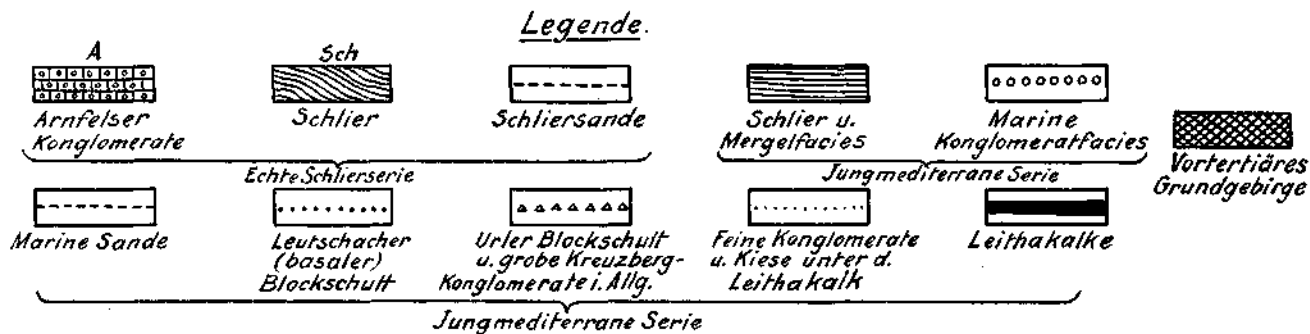 Legende.
A
Sch
Arnfelser
Konglomerate
Schlier
Schliersande
Schlier u.
Mergelfacies
Marine
Konglomeratfacies
Vortertiäres
Grundgebirge
Echte Schlierserie
Jungmediterrane Serie
Marine Sande
Leutschacher
(basaler)
Blockschutt
Urler Blockschutt
u. grobe Kreuzberg-
Konglomerate i. Allg.
Feine Konglomerate
u. Kiese unter d.
Leithakalk
Leithakalke
Jungmediterrane Serie